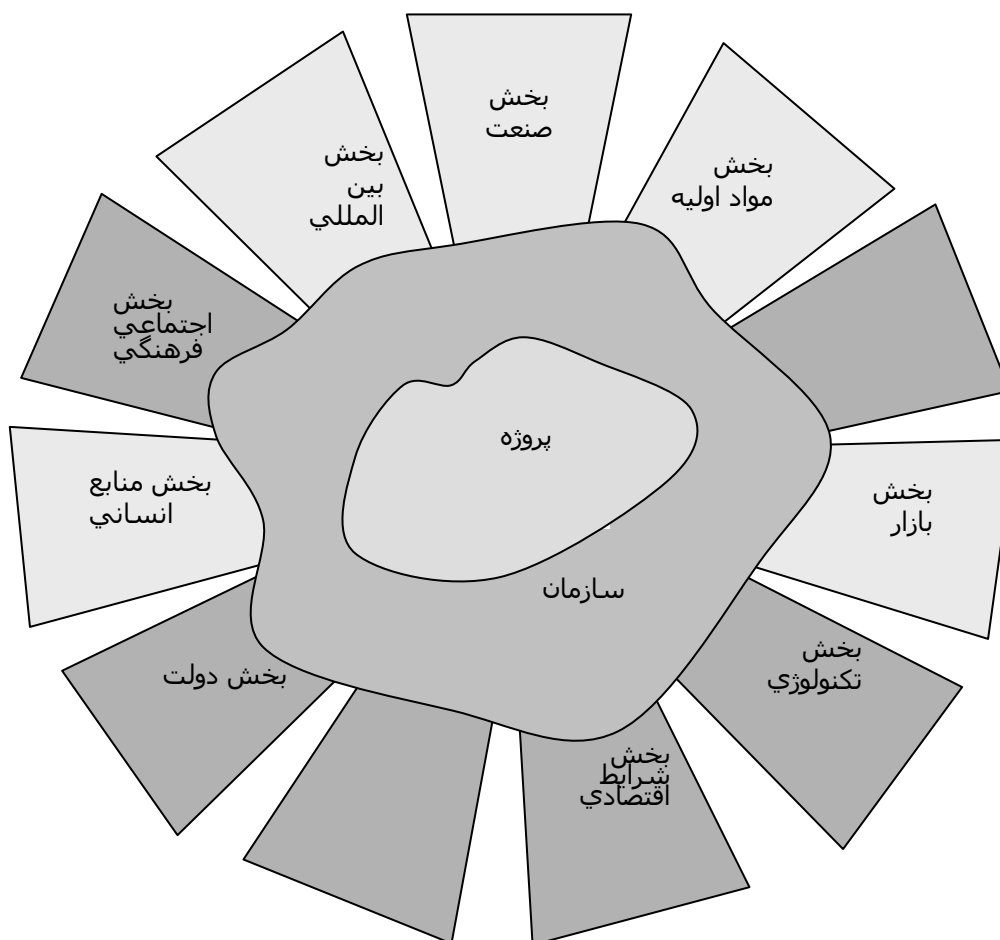 بخش
صنعت
بخش
مواد اوليه
بخش
بين
المللي
بخش
اجتماعي
فرهنگي
پروژه
بخش منابع
انساني
بخش
بازار
سازمان
بخش
تكنولوژي
بخش دولت
بخش
شرايط
اقتصادي